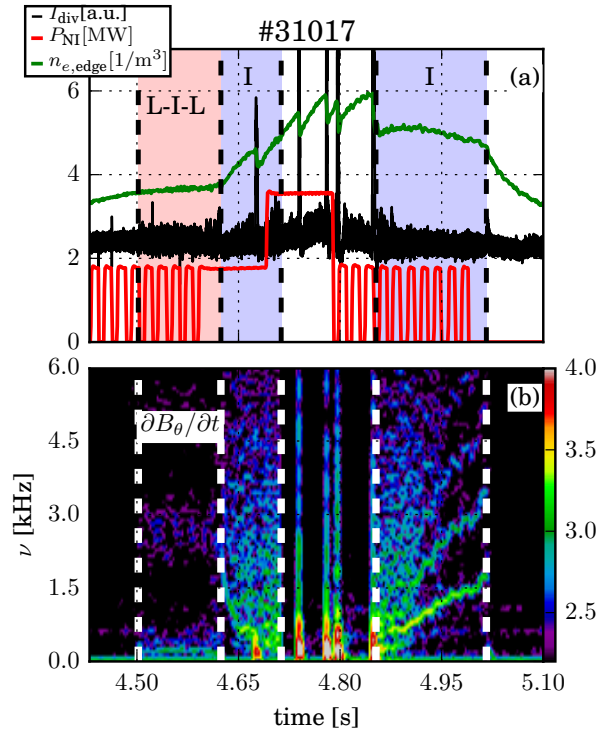 #31017
I_div[a.u.]
P_NI[MW]
n_e,edge[1/m³]
(a)
L-I-L
I
I
6
4
2
0
(b)
∂B_θ/∂t
6.0
4.5
3.0
1.5
0.0
ν [kHz]
4.0
3.5
3.0
2.5
4.50 4.65 4.80 4.95 5.10
time [s]